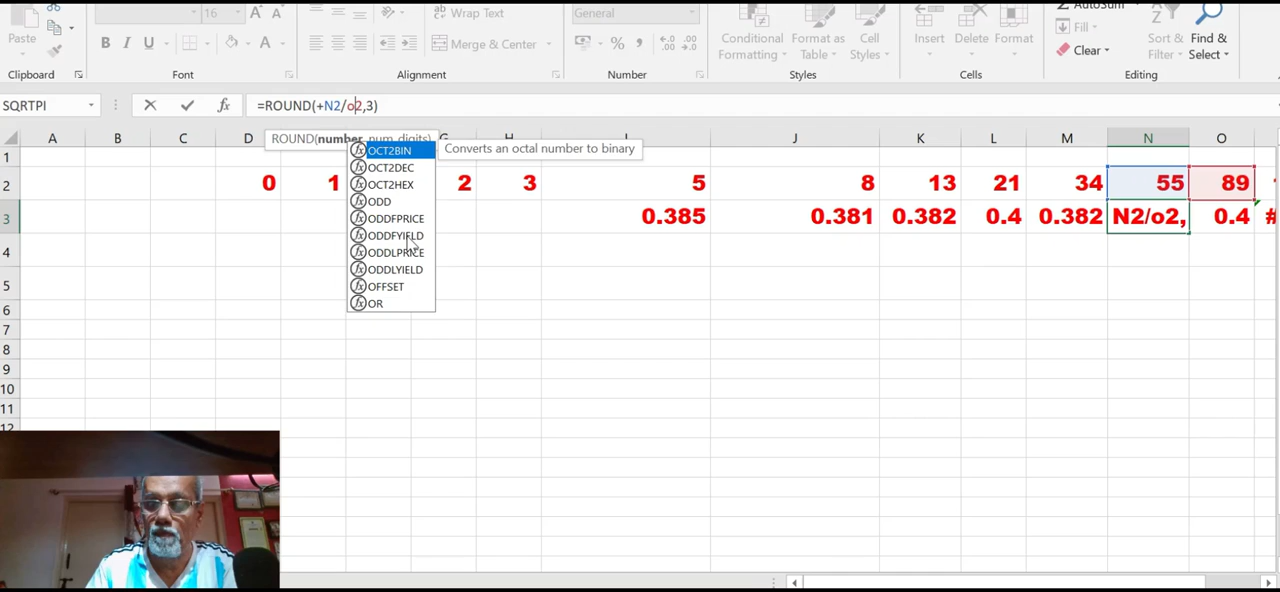 16 A A
Wrap Text
General
AutoSum
Paste
B I U
A
Merge & Center
% ,
Conditional Formatting
Format as Table
Cell Styles
Insert
Delete
Format
Fill
Clear
Sort & Filter
Find & Select
Clipboard
Font
Alignment
Number
Styles
Cells
Editing
SQRTPI
fx
=ROUND(+N2/o2,3)
A B C D G H I J K L M N O
ROUND(number, num_digits)
OCT2BIN
Converts an octal number to binary
OCT2DEC
OCT2HEX
ODD
ODDFPRICE
ODDFYIELD
ODDLPRICE
ODDLYIELD
OFFSET
OR
1
2 0 1 2 3 5 8 13 21 34 55 89
3 0.385 0.381 0.382 0.4 0.382 N2/o2, 0.4 #
4
5
6
7
8
9
10
11
12